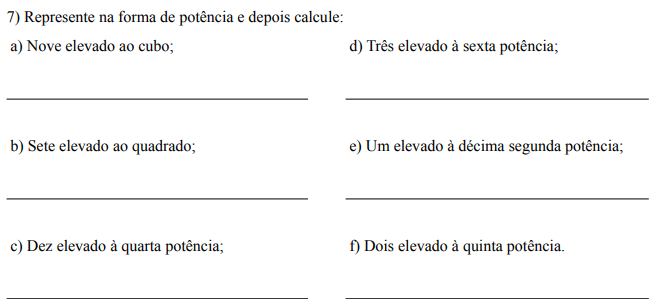 7) Represente na forma de potência e depois calcule:
a) Nove elevado ao cubo;
d) Três elevado à sexta potência;
b) Sete elevado ao quadrado;
e) Um elevado à décima segunda potência;
c) Dez elevado à quarta potência;
f) Dois elevado à quinta potência.